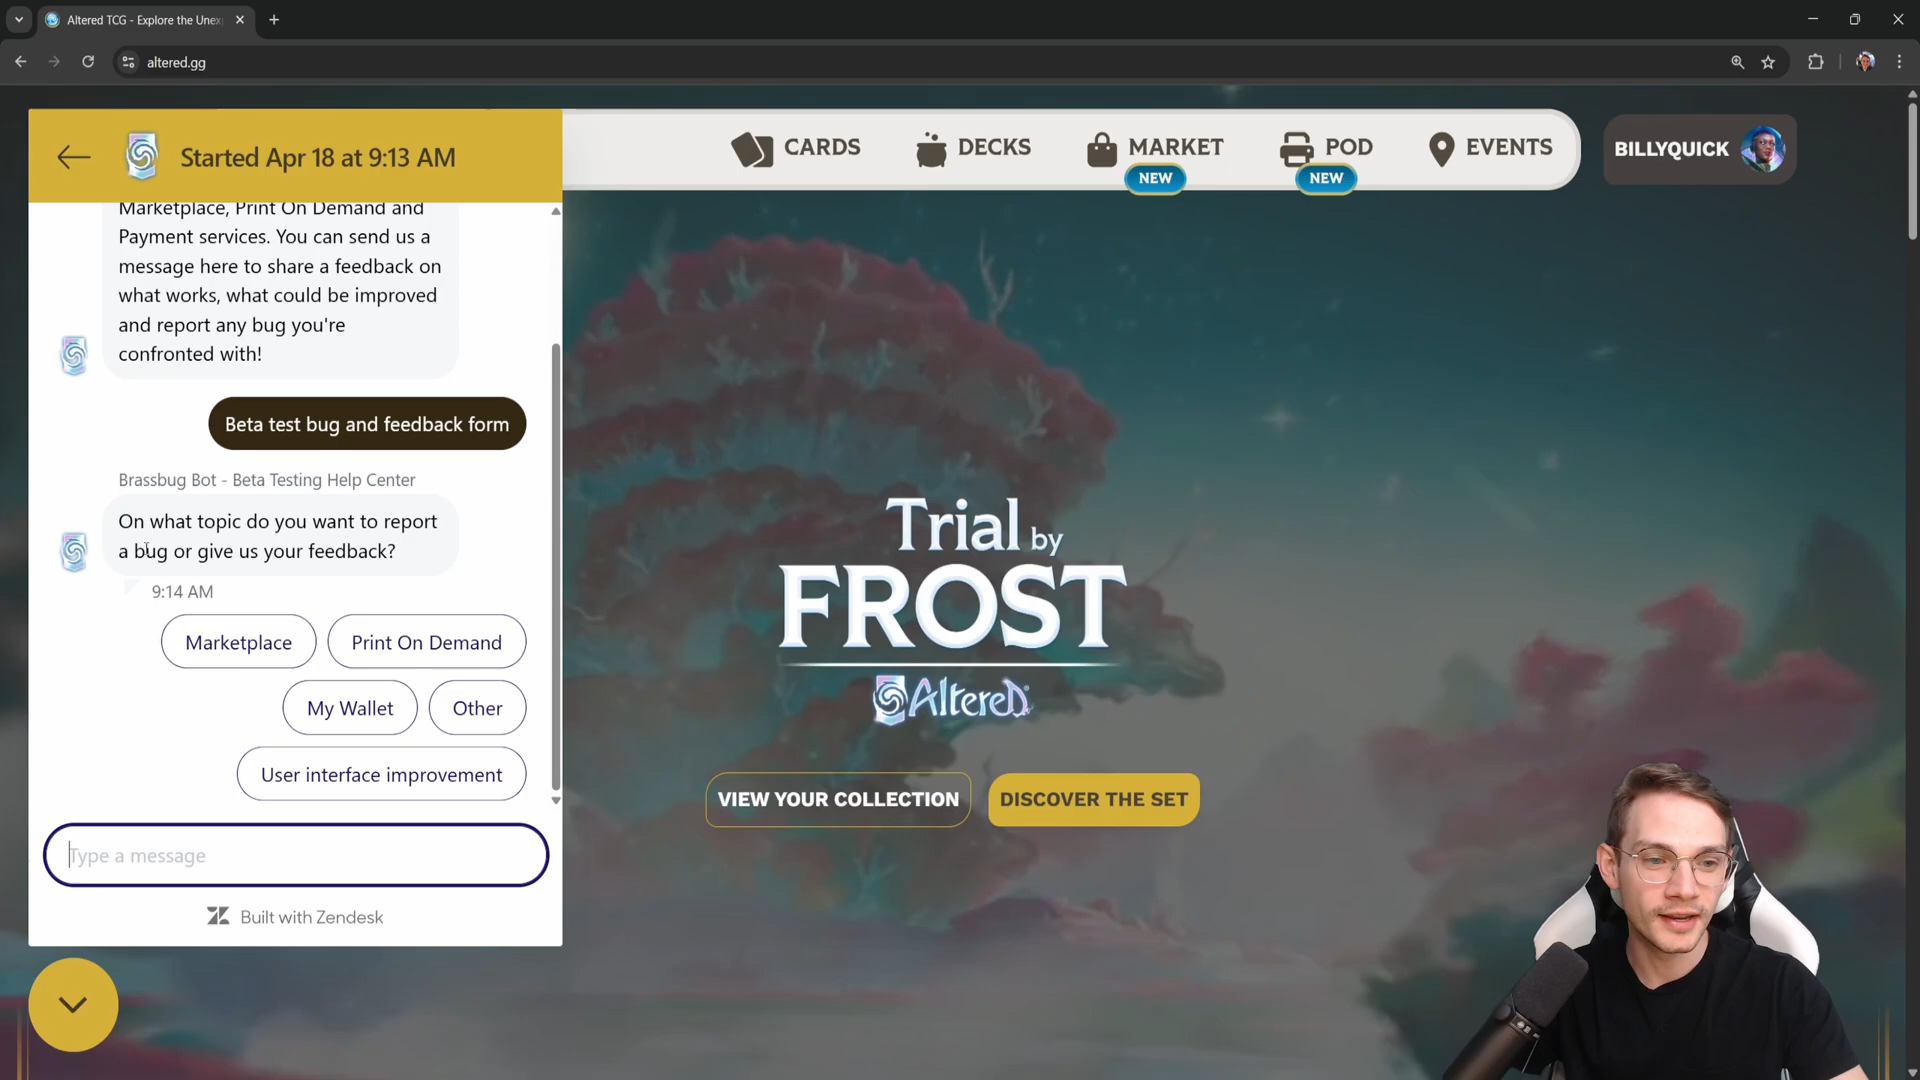 Altered TCG - Explore the Unex
altered.gg
Started Apr 18 at 9:13 AM
CARDS
DECKS
MARKET
NEW
POD
NEW
EVENTS
BILLYQUICK
Marketplace, Print On Demand and
Payment services. You can send us a
message here to share a feedback on
what works, what could be improved
and report any bug you're
confronted with!
Beta test bug and feedback form
Brassbug Bot - Beta Testing Help Center
On what topic do you want to report
a bug or give us your feedback?
9:14 AM
Marketplace
Print On Demand
My Wallet
Other
User interface improvement
Type a message
Built with Zendesk
Trial by
FROST
Altered
VIEW YOUR COLLECTION
DISCOVER THE SET